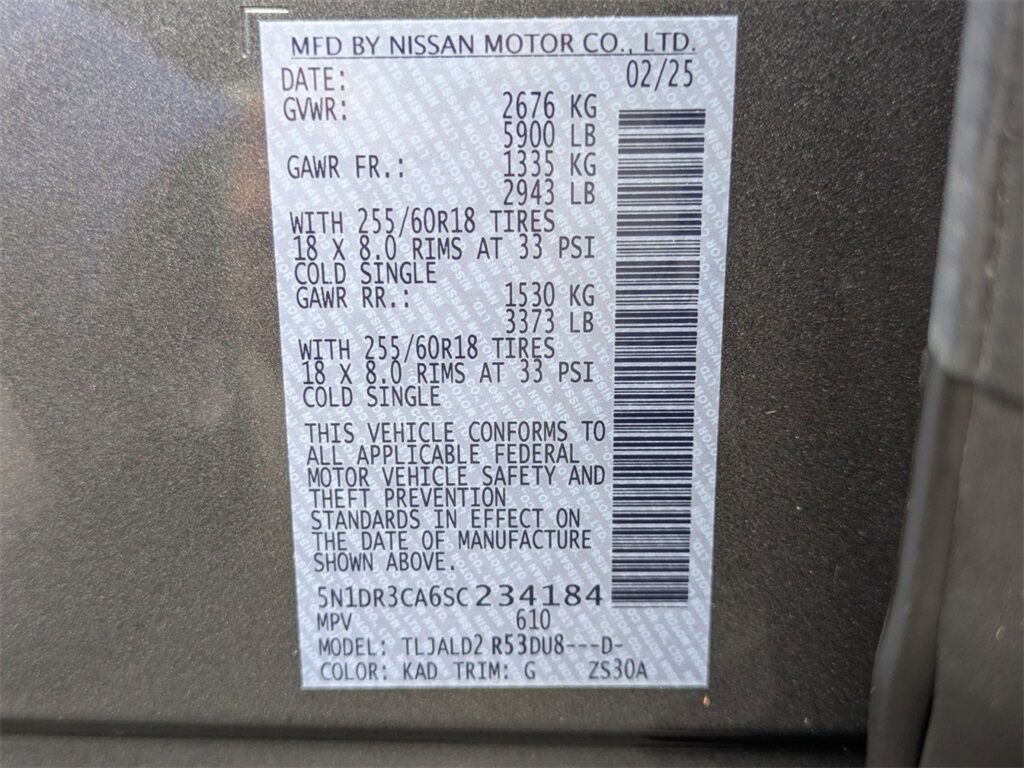 MFD BY NISSAN MOTOR CO., LTD.
DATE: 02/25
GVWR: 2676 KG
5900 LB
GAWR FR.: 1335 KG
2943 LB
WITH 255/60R18 TIRES
18 X 8.0 RIMS AT 33 PSI
COLD SINGLE
GAWR RR.: 1530 KG
3373 LB
WITH 255/60R18 TIRES
18 X 8.0 RIMS AT 33 PSI
COLD SINGLE
THIS VEHICLE CONFORMS TO
ALL APPLICABLE FEDERAL
MOTOR VEHICLE SAFETY AND
THEFT PREVENTION
STANDARDS IN EFFECT ON
THE DATE OF MANUFACTURE
SHOWN ABOVE.
5N1DR3CA6SC234184
MPV 610
MODEL: TLJALD2 R53DU8---D-
COLOR: KAD TRIM: G ZS30A